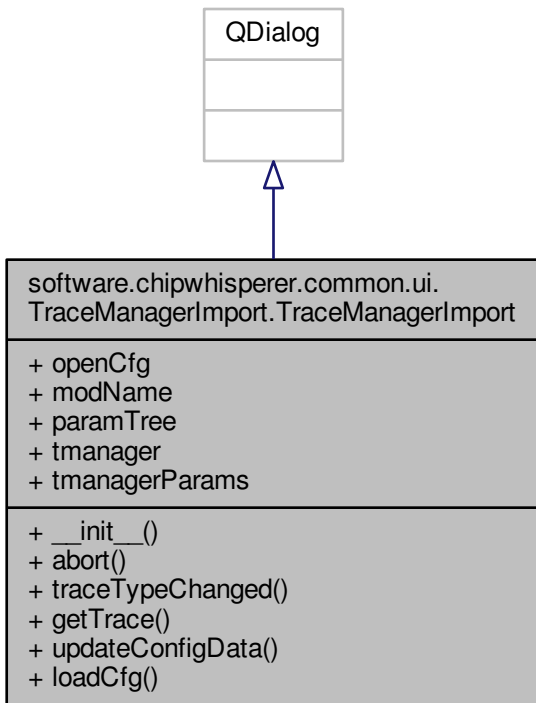 QDialog
software.chipwhisperer.common.ui.
TraceManagerImport.TraceManagerImport
+ openCfg
+ modName
+ paramTree
+ tmanager
+ tmanagerParams
+ __init__()
+ abort()
+ traceTypeChanged()
+ getTrace()
+ updateConfigData()
+ loadCfg()